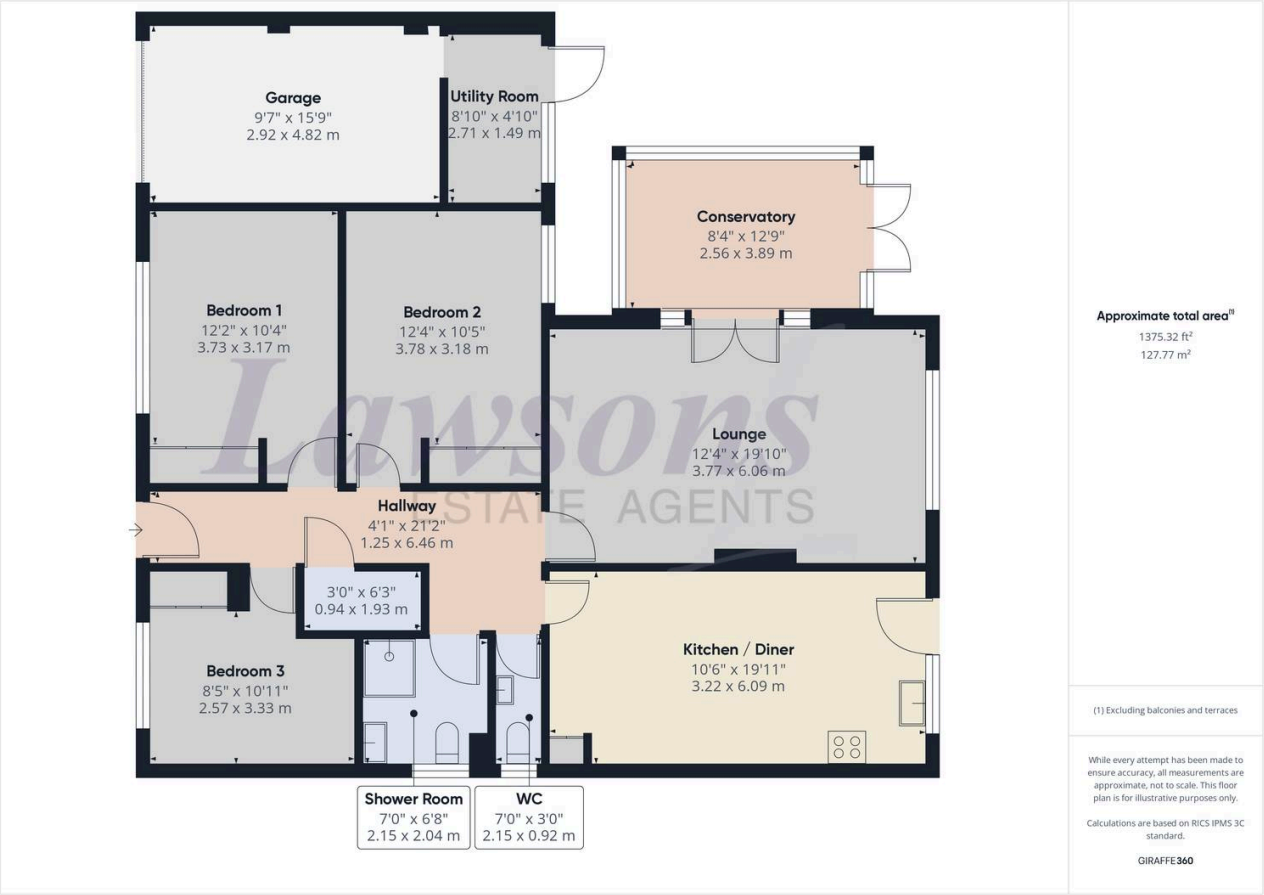 Garage
9'7" x 15'9"
2.92 x 4.82 m
Utility Room
8'10" x 4'10"
2.71 x 1.49 m
Conservatory
8'4" x 12'9"
2.56 x 3.89 m
Bedroom 1
12'2" x 10'4"
3.73 x 3.17 m
Bedroom 2
12'4" x 10'5"
3.78 x 3.18 m
Lawsons
ESTATE AGENTS
Lounge
12'4" x 19'10"
3.77 x 6.06 m
Hallway
4'1" x 21'2"
1.25 x 6.46 m
3'0" x 6'3"
0.94 x 1.93 m
Bedroom 3
8'5" x 10'11"
2.57 x 3.33 m
Kitchen / Diner
10'6" x 19'11"
3.22 x 6.09 m
Shower Room
7'0" x 6'8"
2.15 x 2.04 m
WC
7'0" x 3'0"
2.15 x 0.92 m
Approximate total area(1)
1375.32 ft²
127.77 m²
(1) Excluding balconies and terraces
While every attempt has been made to
ensure accuracy, all measurements are
approximate, not to scale. This floor
plan is for illustrative purposes only.
Calculations are based on RICS IPMS 3C
standard.
GIRAFFE360